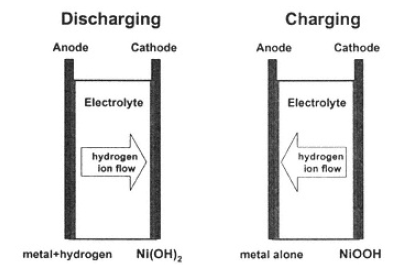 Discharging
Anode Cathode
Electrolyte
hydrogen
ion flow
metal+hydrogen Ni(OH)₂
Charging
Anode Cathode
Electrolyte
hydrogen
ion flow
metal alone NiOOH